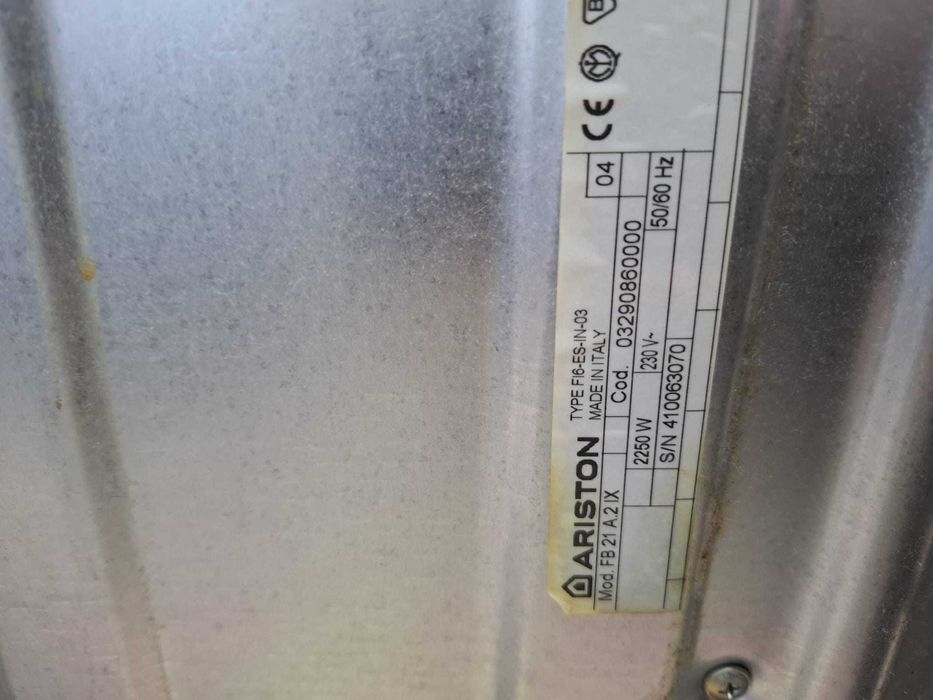 ARISTON
TYPE FI6-ES-IN-03
MADE IN ITALY
Mod. FB 21 A.2 IX
Cod. 03290860000
04
2250 W
230 V~
50/60 Hz
S/N 410063070
CE